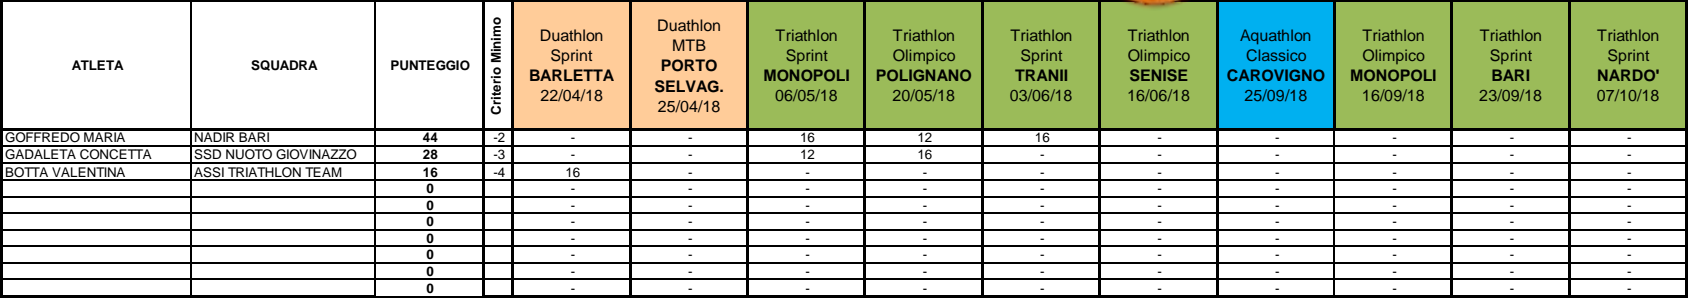 ATLETA SQUADRA PUNTEGGIO Criterio Minimo Duathlon Sprint BARLETTA 22/04/18 Duathlon MTB PORTO SELVAG. 25/04/18 Triathlon Sprint MONOPOLI 06/05/18 Triathlon Olimpico POLIGNANO 20/05/18 Triathlon Sprint TRANII 03/06/18 Triathlon Olimpico SENISE 16/06/18 Aquathlon Classico CAROVIGNO 25/09/18 Triathlon Olimpico MONOPOLI 16/09/18 Triathlon Sprint BARI 23/09/18 Triathlon Sprint NARDO' 07/10/18
GOFFREDO MARIA NADIR BARI 44 -2 - - 16 12 16 - - - - -
GADALETA CONCETTA SSD NUOTO GIOVINAZZO 28 -3 - - 12 16 - - - - - -
BOTTA VALENTINA ASSI TRIATHLON TEAM 16 -4 16 - - - - - - - - -
0 - - - - - - - - - -
0 - - - - - - - - - -
0 - - - - - - - - - -
0 - - - - - - - - - -
0 - - - - - - - - - -
0 - - - - - - - - - -
0 - - - - - - - - - -